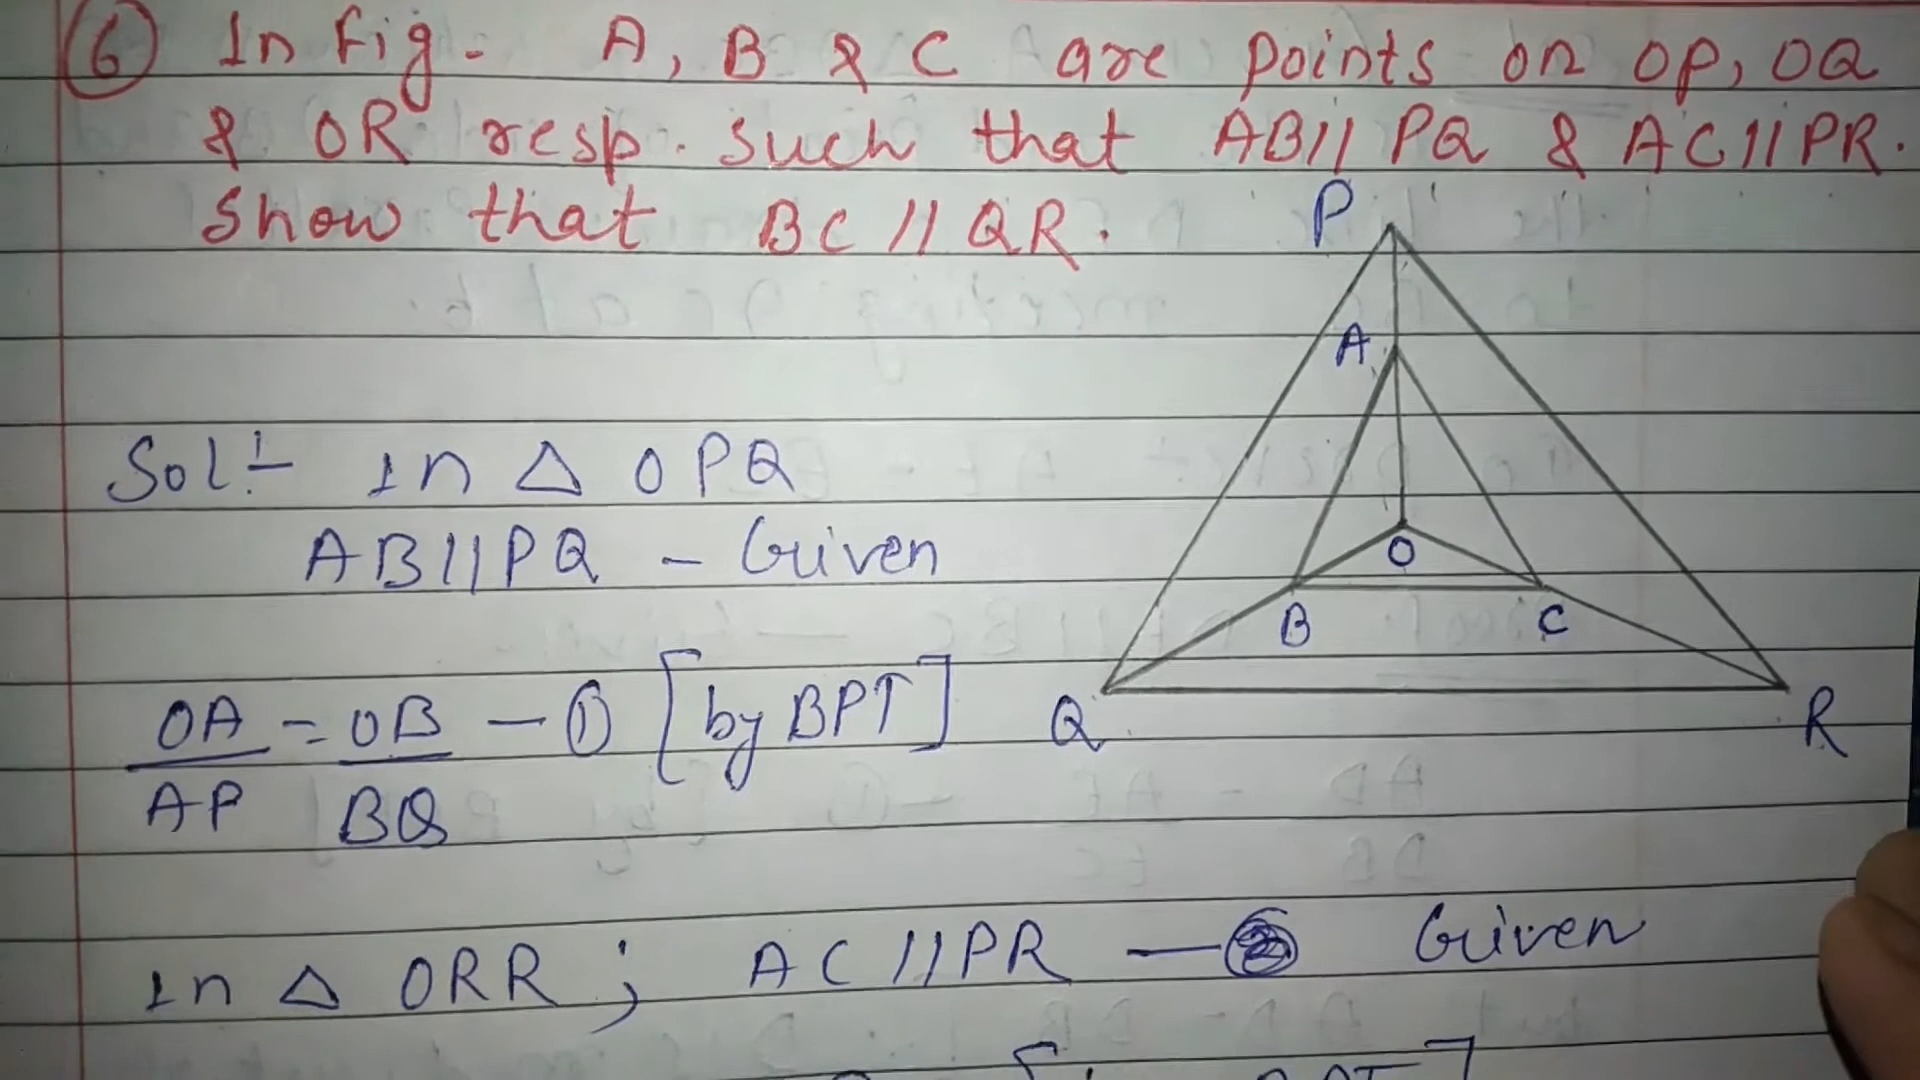 6 In Fig- A, B & C are points on OP, OQ
& OR resp. such that AB || PQ & AC || PR.
Show that BC || QR.
P
A
O
B
C
Q
R
Sol:- In △ OPQ
AB || PQ - Given
OA/AP = OB/BQ - ① [by BPT]
In △ ORR ; AC || PR - Given